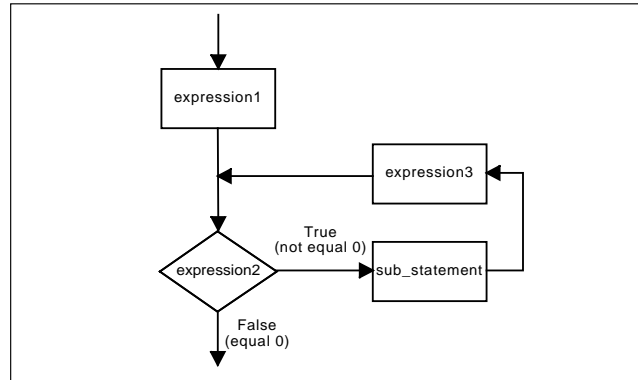 expression1
expression3
True
(not equal 0)
expression2
sub_statement
False
(equal 0)